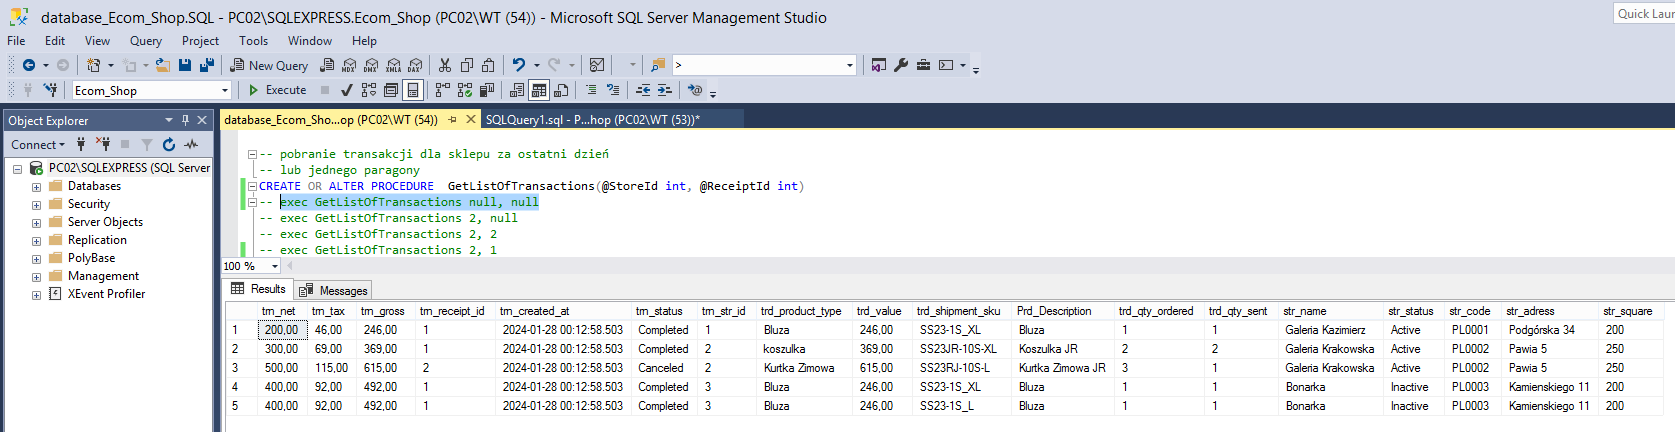 database_Ecom_Shop.SQL - PC02\SQLEXPRESS.Ecom_Shop (PC02\WT (54)) - Microsoft SQL Server Management Studio
Quick Laun
File Edit View Query Project Tools Window Help
New Query MDX DMX XMLA DAX >
Ecom_Shop Execute
Object Explorer
Connect
PC02\SQLEXPRESS (SQL Server
Databases
Security
Server Objects
Replication
PolyBase
Management
XEvent Profiler
database_Ecom_Sho...op (PC02\WT (54)) SQLQuery1.sql - P...hop (PC02\WT (53))*
-- pobranie transakcji dla sklepu za ostatni dzień
-- lub jednego paragony
CREATE OR ALTER PROCEDURE GetListOfTransactions(@StoreId int, @ReceiptId int)
-- exec GetListOfTransactions null, null
-- exec GetListOfTransactions 2, null
-- exec GetListOfTransactions 2, 2
-- exec GetListOfTransactions 2, 1
100 %
Results Messages
trn_net trn_tax trn_gross trn_receipt_id trn_created_at trn_status trn_str_id trd_product_type trd_value trd_shipment_sku Prd_Description trd_qty_ordered trd_qty_sent str_name str_status str_code str_adress str_square
1 200,00 46,00 246,00 1 2024-01-28 00:12:58.503 Completed 1 Bluza 246,00 SS23-1S_XL Bluza 1 1 Galeria Kazimierz Active PL0001 Podgórska 34 200
2 300,00 69,00 369,00 1 2024-01-28 00:12:58.503 Completed 2 koszulka 369,00 SS23JR-10S-XL Koszulka JR 2 2 Galeria Krakowska Active PL0002 Pawia 5 250
3 500,00 115,00 615,00 2 2024-01-28 00:12:58.503 Canceled 2 Kurtka Zimowa 615,00 SS23RJ-10S-L Kurtka Zimowa JR 3 1 Galeria Krakowska Active PL0002 Pawia 5 250
4 400,00 92,00 492,00 1 2024-01-28 00:12:58.503 Completed 3 Bluza 246,00 SS23-1S_XL Bluza 1 1 Bonarka Inactive PL0003 Kamienskiego 11 200
5 400,00 92,00 492,00 1 2024-01-28 00:12:58.503 Completed 3 Bluza 246,00 SS23-1S_L Bluza 1 1 Bonarka Inactive PL0003 Kamienskiego 11 200